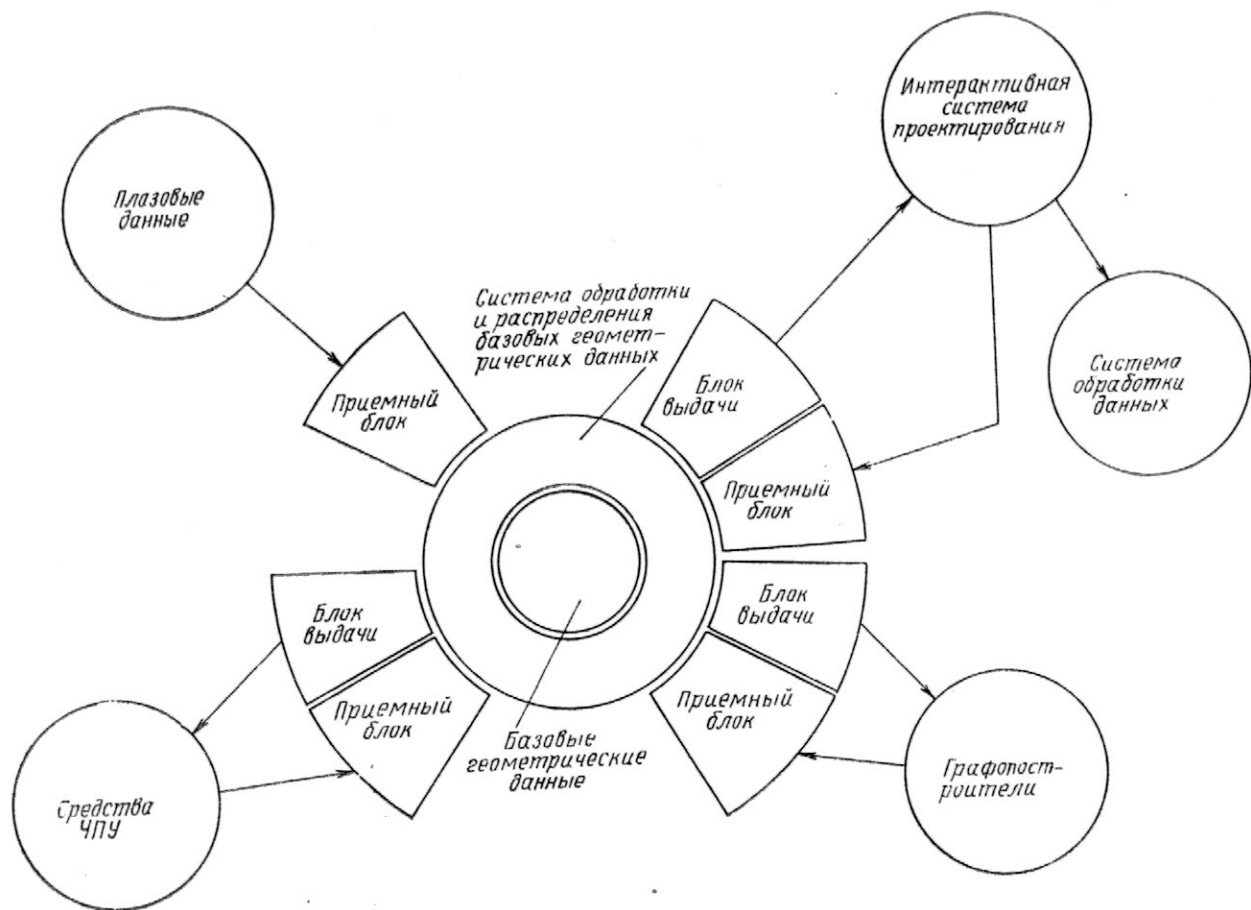 Интерактивная
система
проектирования
Плазовые
данные
Система обработки
и распределения
базовых геомет-
рических данных
Блок
выдачи
Система
обработки
данных
Приемный
блок
Приемный
блок
Блок
выдачи
Блок
выдачи
Приемный
блок
Приемный
блок
Базовые
геометрические
данные
Графопост-
роители
Средства
ЧПУ